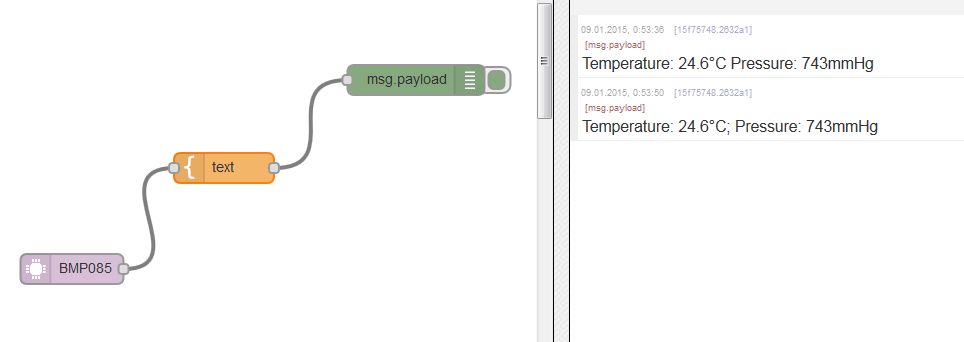 msg.payload
text
BMP085
09.01.2015, 0:53:36 [15f75748.2632a1]
[msg.payload]
Temperature: 24.6°C Pressure: 743mmHg
09.01.2015, 0:53:50 [15f75748.2632a1]
[msg.payload]
Temperature: 24.6°C; Pressure: 743mmHg